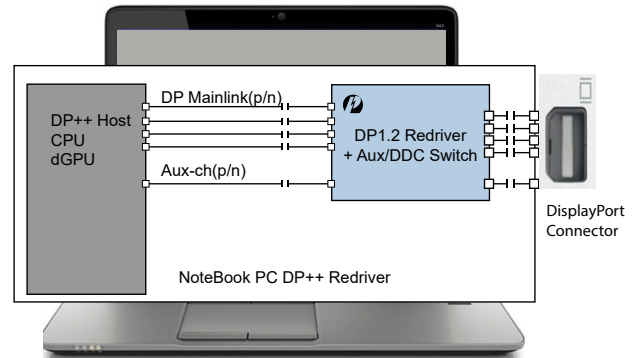 DP++ Host
CPU
dGPU
DP Mainlink(p/n)
Aux-ch(p/n)
DP1.2 Redriver
+ Aux/DDC Switch
DisplayPort
Connector
NoteBook PC DP++ Redriver